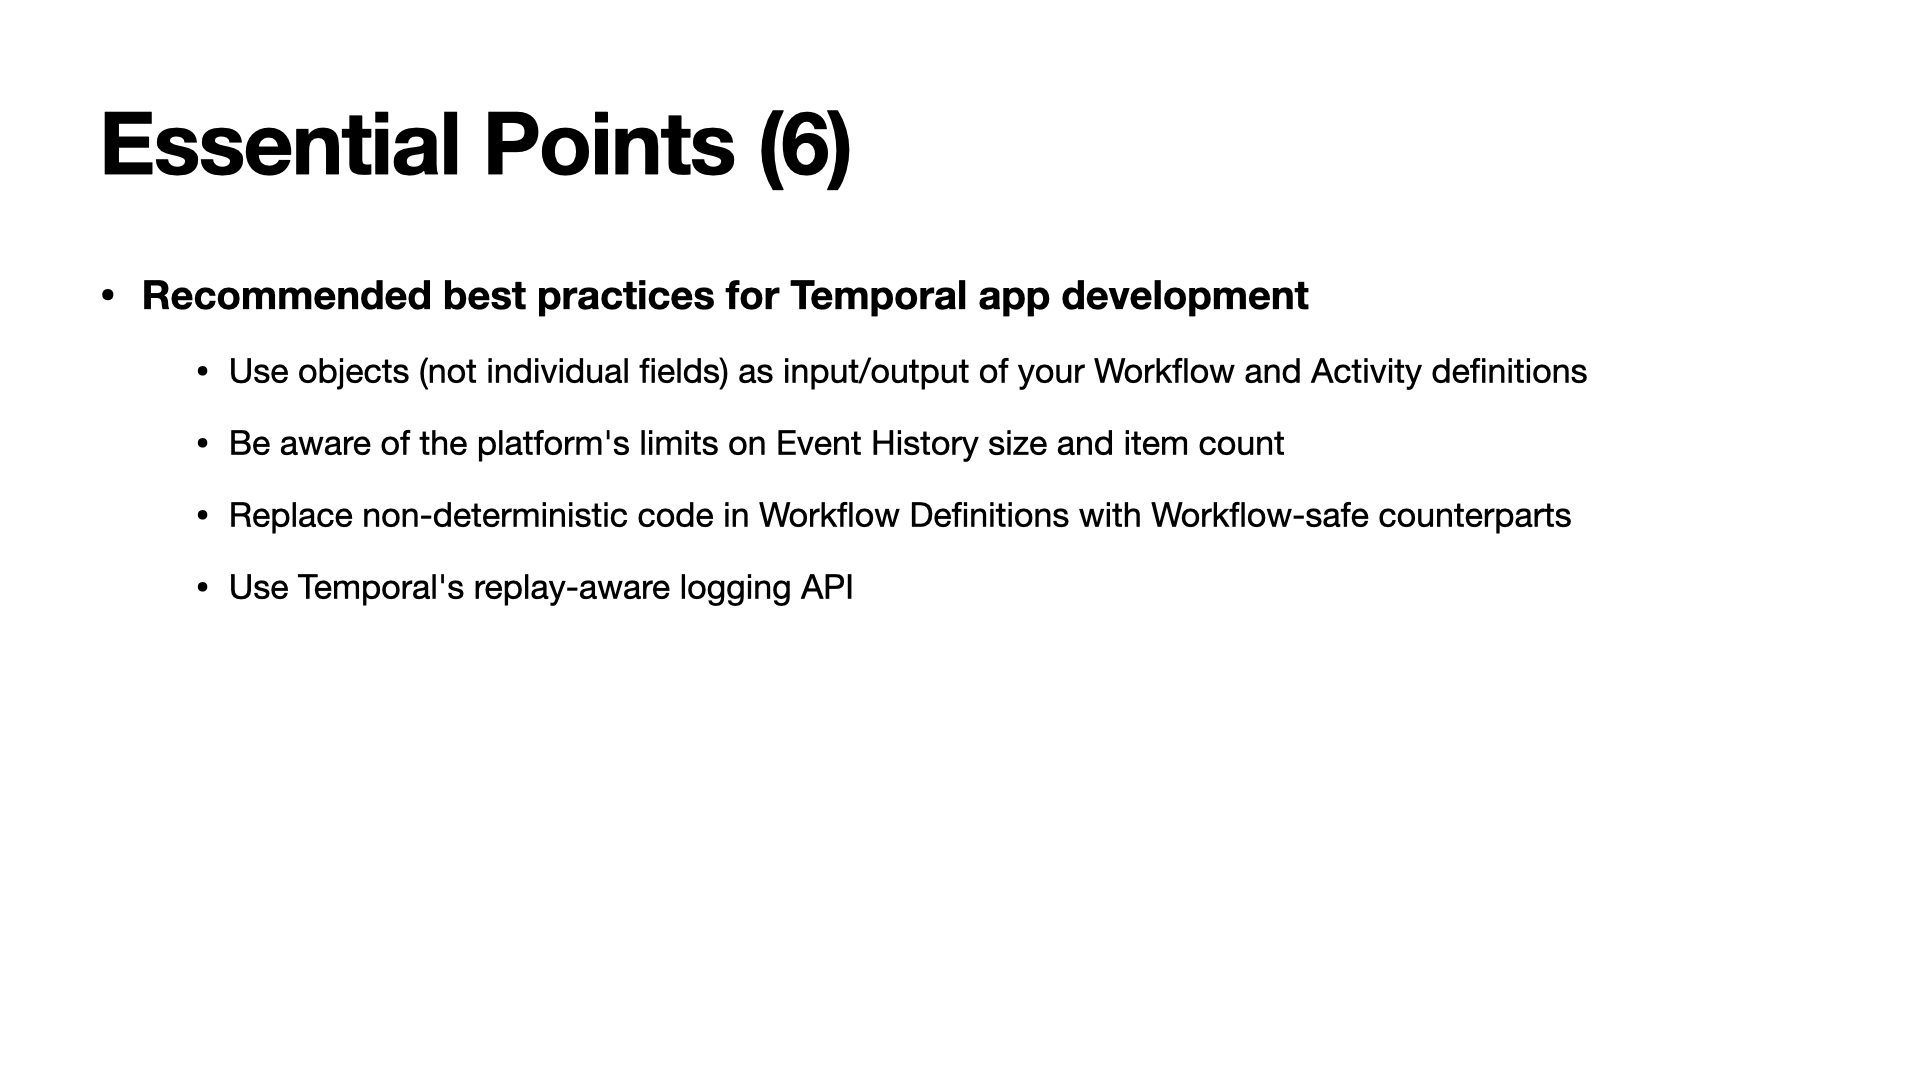 Essential Points (6)
• Recommended best practices for Temporal app development
• Use objects (not individual fields) as input/output of your Workflow and Activity definitions
• Be aware of the platform's limits on Event History size and item count
• Replace non-deterministic code in Workflow Definitions with Workflow-safe counterparts
• Use Temporal's replay-aware logging API